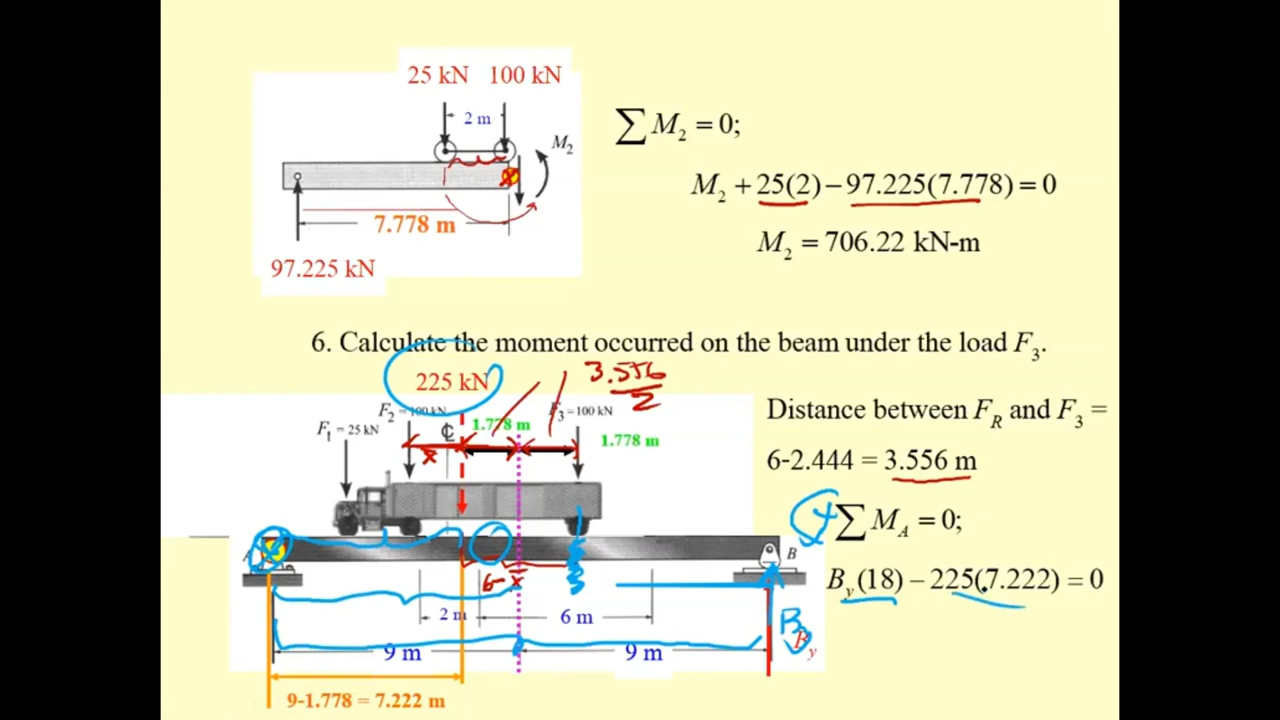 25 kN 100 kN
2 m
M₂
7.778 m
97.225 kN
∑ M₂ = 0;
M₂ + 25(2) − 97.225(7.778) = 0
M₂ = 706.22 kN-m
6. Calculate the moment occurred on the beam under the load F₃.
225 kN
3.556
2
F₂ = 100 kN
F₃ = 100 kN
F₁ = 25 kN
℄
1.778 m
1.778 m
x̄
Distance between F_R and F₃ =
6-2.444 = 3.556 m
∑ M_A = 0;
B_y(18) − 225(7.222) = 0
A
B
6-x̄
2 m
6 m
9 m
9 m
B_y
9-1.778 = 7.222 m